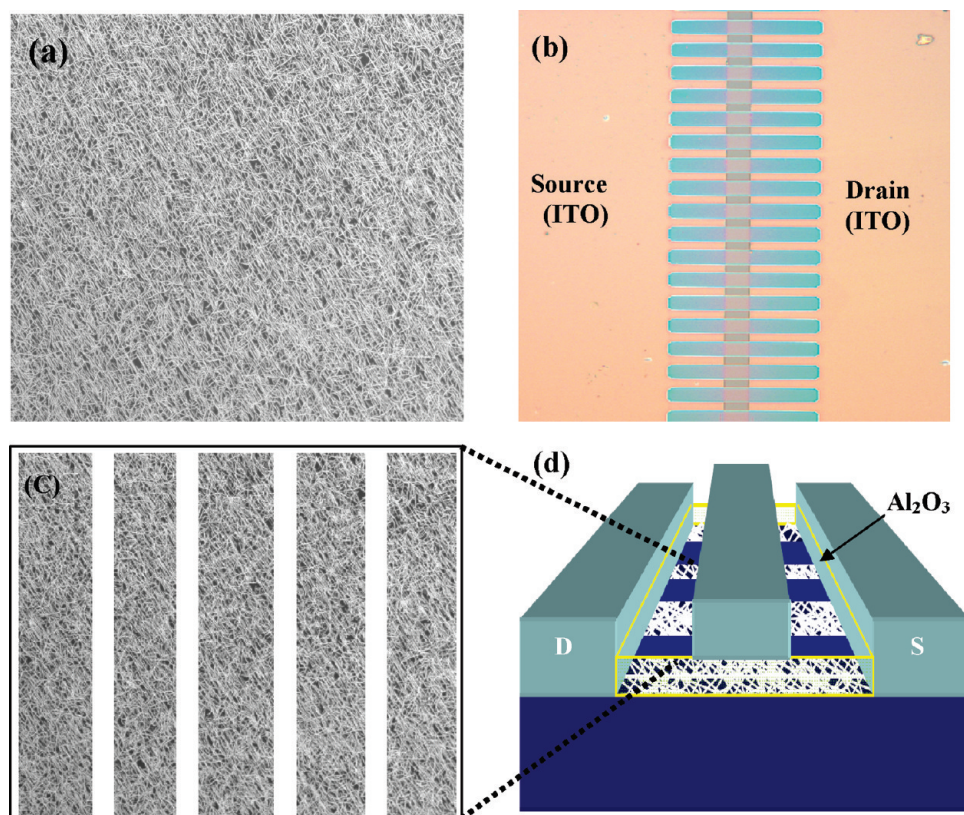 (a)
(b)
Source
(ITO)
Drain
(ITO)
(C)
(d)
Al₂O₃
D
S